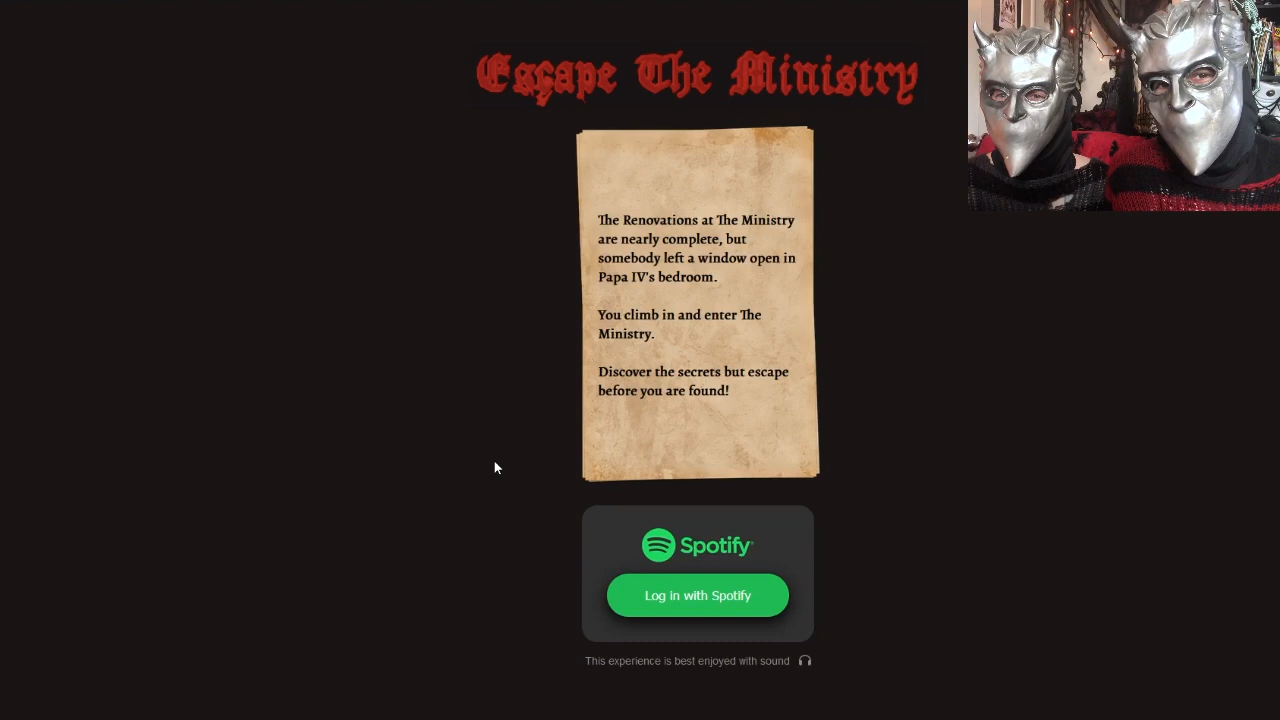 Escape The Ministry
The Renovations at The Ministry
are nearly complete, but
somebody left a window open in
Papa IV's bedroom.
You climb in and enter The
Ministry.
Discover the secrets but escape
before you are found!
Spotify
Log in with Spotify
This experience is best enjoyed with sound